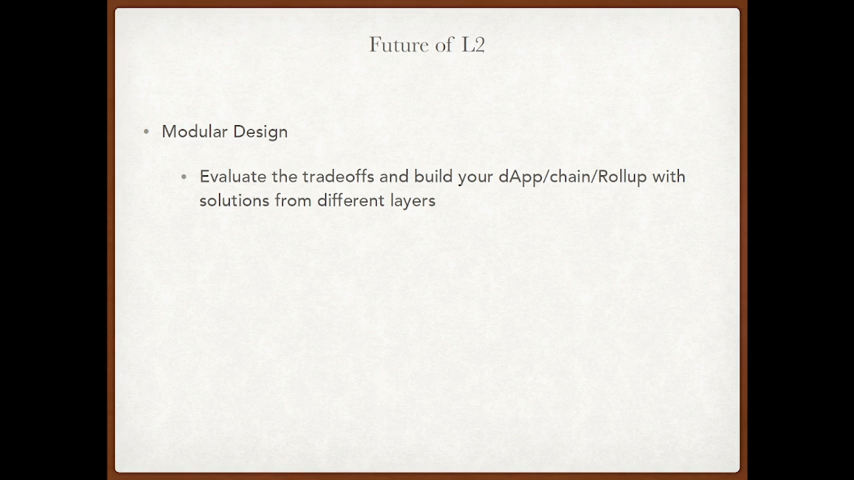 Future of L2
• Modular Design
• Evaluate the tradeoffs and build your dApp/chain/Rollup with
solutions from different layers